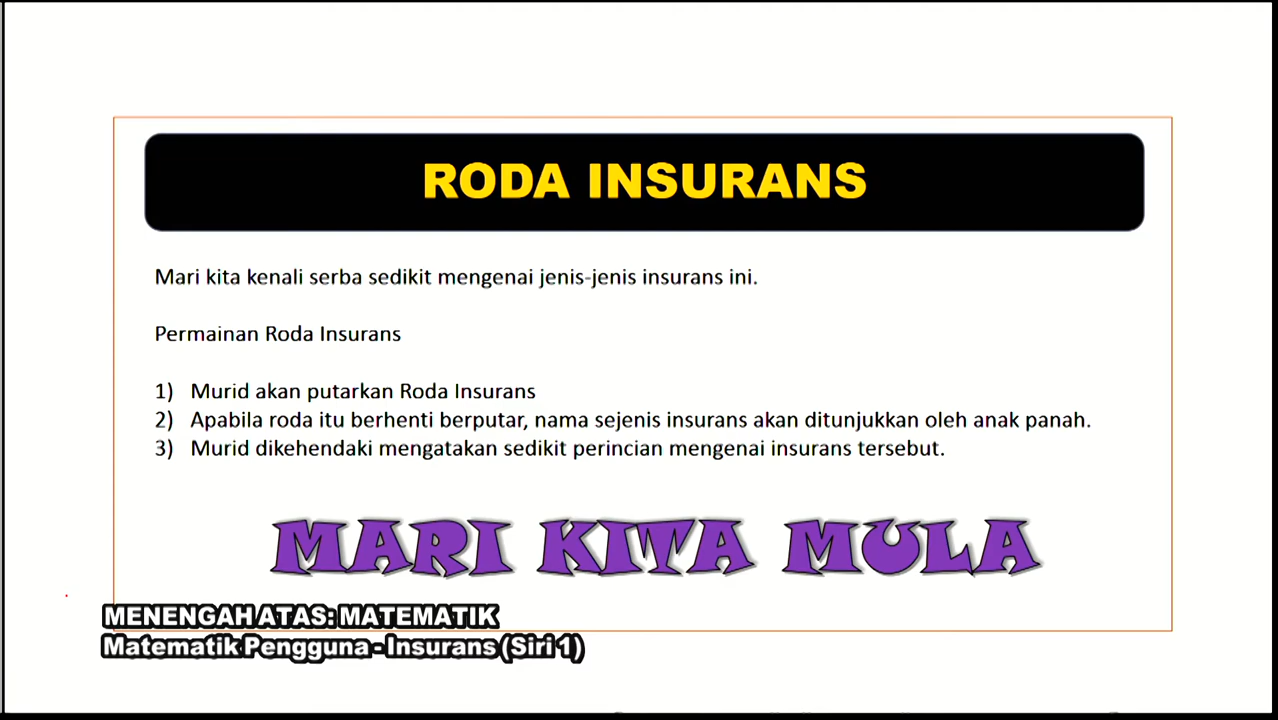 RODA INSURANS
Mari kita kenali serba sedikit mengenai jenis-jenis insurans ini.
Permainan Roda Insurans
1) Murid akan putarkan Roda Insurans
2) Apabila roda itu berhenti berputar, nama sejenis insurans akan ditunjukkan oleh anak panah.
3) Murid dikehendaki mengatakan sedikit perincian mengenai insurans tersebut.
MARI KITA MULA
MENENGAH ATAS: MATEMATIK
Matematik Pengguna - Insurans (Siri 1)